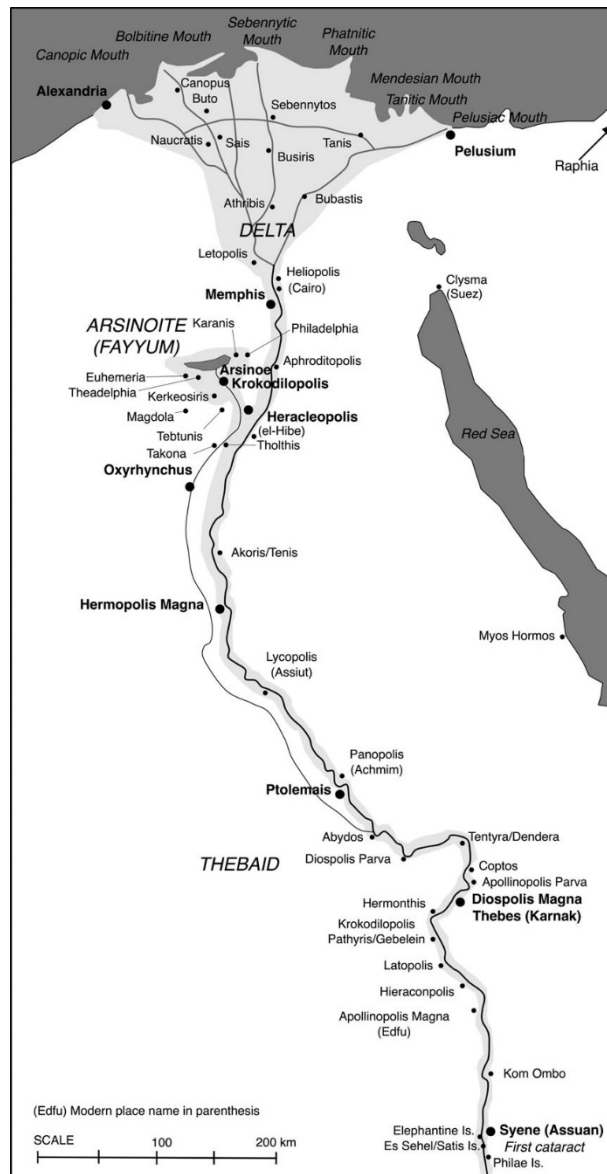 Sebennytic
Mouth
Bolbitine Mouth
Phatnitic
Mouth
Canopic Mouth
Mendesian Mouth
Tanitic Mouth
Pelusiac Mouth
Alexandria
Canopus
Buto
Sebennytos
Naucratis
Sais
Tanis
Busiris
Pelusium
Raphia
Athribis
Bubastis
DELTA
Letopolis
Heliopolis
(Cairo)
Clysma
(Suez)
Memphis
ARSINOITE
(FAYYUM)
Karanis
Philadelphia
Aphroditopolis
Arsinoe
Krokodilopolis
Euhemeria
Theadelphia
Kerkeosiris
Magdola
Heracleopolis
(el-Hibe)
Tebtunis
Tholthis
Takona
Oxyrhynchus
Red Sea
Akoris/Tenis
Hermopolis Magna
Myos Hormos
Lycopolis
(Assiut)
Panopolis
(Achmim)
Ptolemais
Abydos
Tentyra/Dendera
Diospolis Parva
THEBAID
Coptos
Apollinopolis Parva
Hermonthis
Diospolis Magna
Thebes (Karnak)
Krokodilopolis
Pathyris/Gebelein
Latopolis
Hieraconpolis
Apollinopolis Magna
(Edfu)
Kom Ombo
(Edfu) Modern place name in parenthesis
Elephantine Is.
Syene (Assuan)
Es Sehel/Satis Is.
First cataract
Philae Is.
SCALE
100
200 km